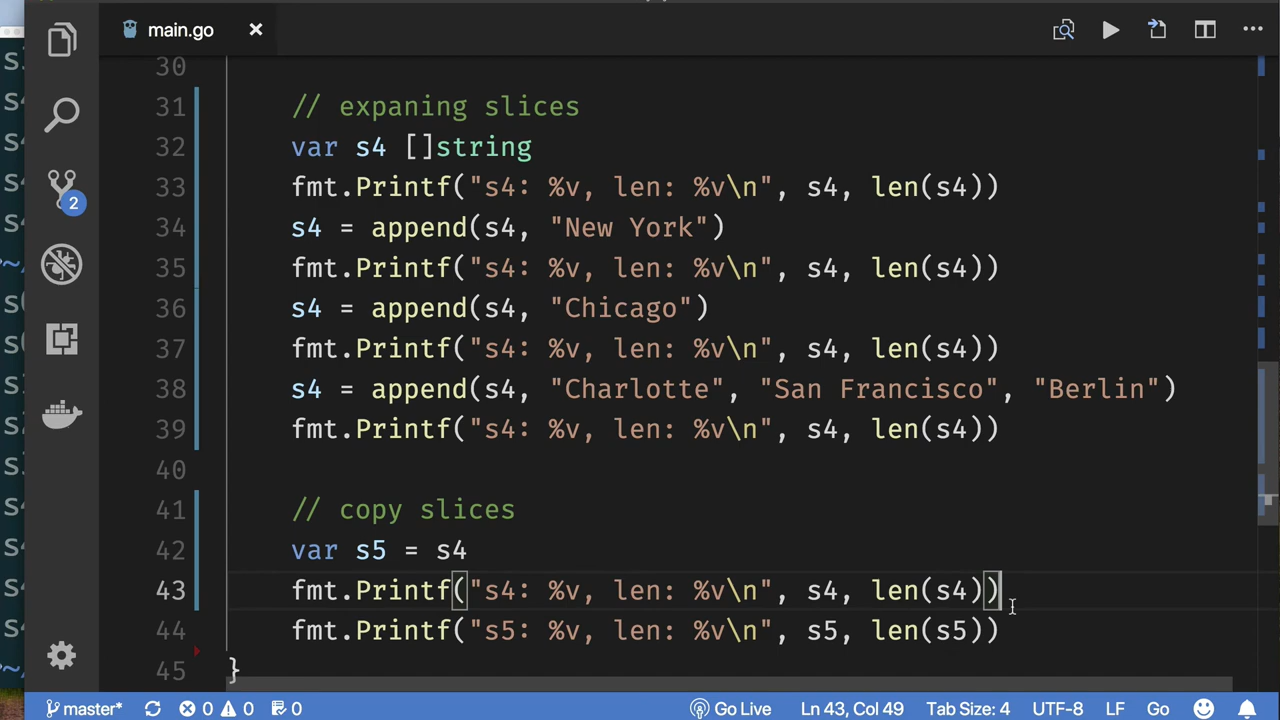 main.go
30
31 // expaning slices
32 var s4 []string
33 fmt.Printf("s4: %v, len: %v\n", s4, len(s4))
34 s4 = append(s4, "New York")
35 fmt.Printf("s4: %v, len: %v\n", s4, len(s4))
36 s4 = append(s4, "Chicago")
37 fmt.Printf("s4: %v, len: %v\n", s4, len(s4))
38 s4 = append(s4, "Charlotte", "San Francisco", "Berlin")
39 fmt.Printf("s4: %v, len: %v\n", s4, len(s4))
40
41 // copy slices
42 var s5 = s4
43 fmt.Printf("s4: %v, len: %v\n", s4, len(s4))
44 fmt.Printf("s5: %v, len: %v\n", s5, len(s5))
45 }
2
master* 0 0 0 Go Live Ln 43, Col 49 Tab Size: 4 UTF-8 LF Go